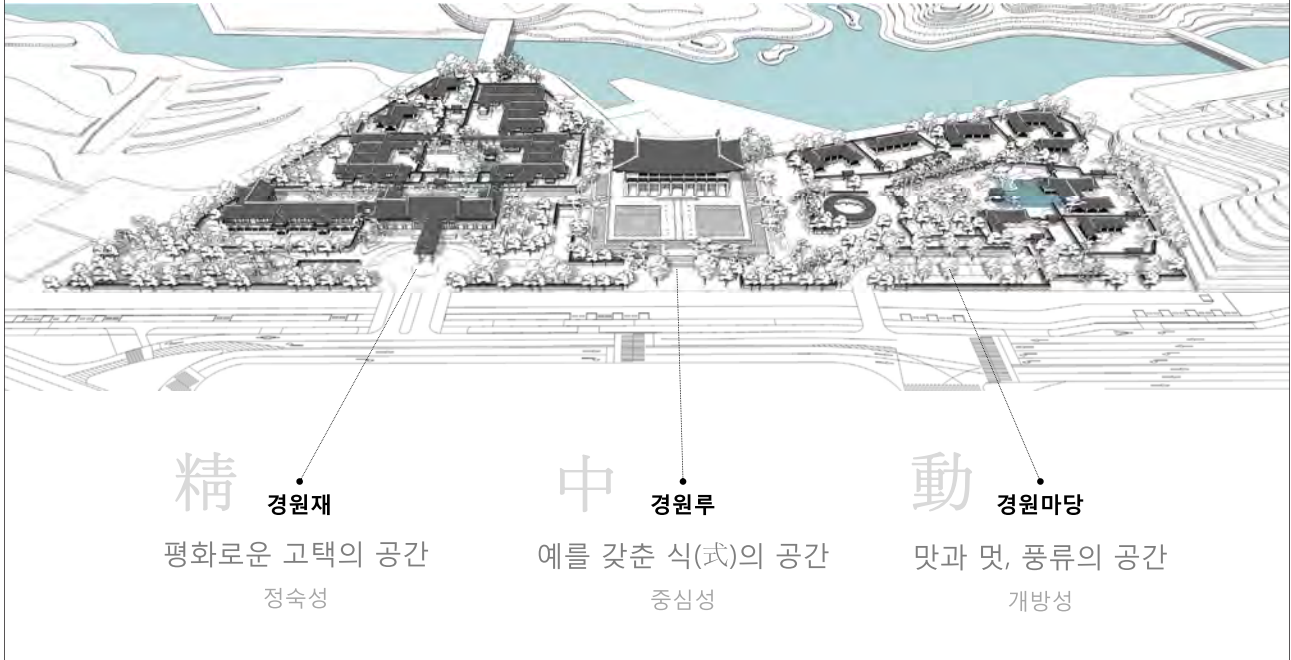 精
경원재
평화로운 고택의 공간
정숙성
中
경원루
예를 갖춘 식(式)의 공간
중심성
動
경원마당
맛과 멋, 풍류의 공간
개방성